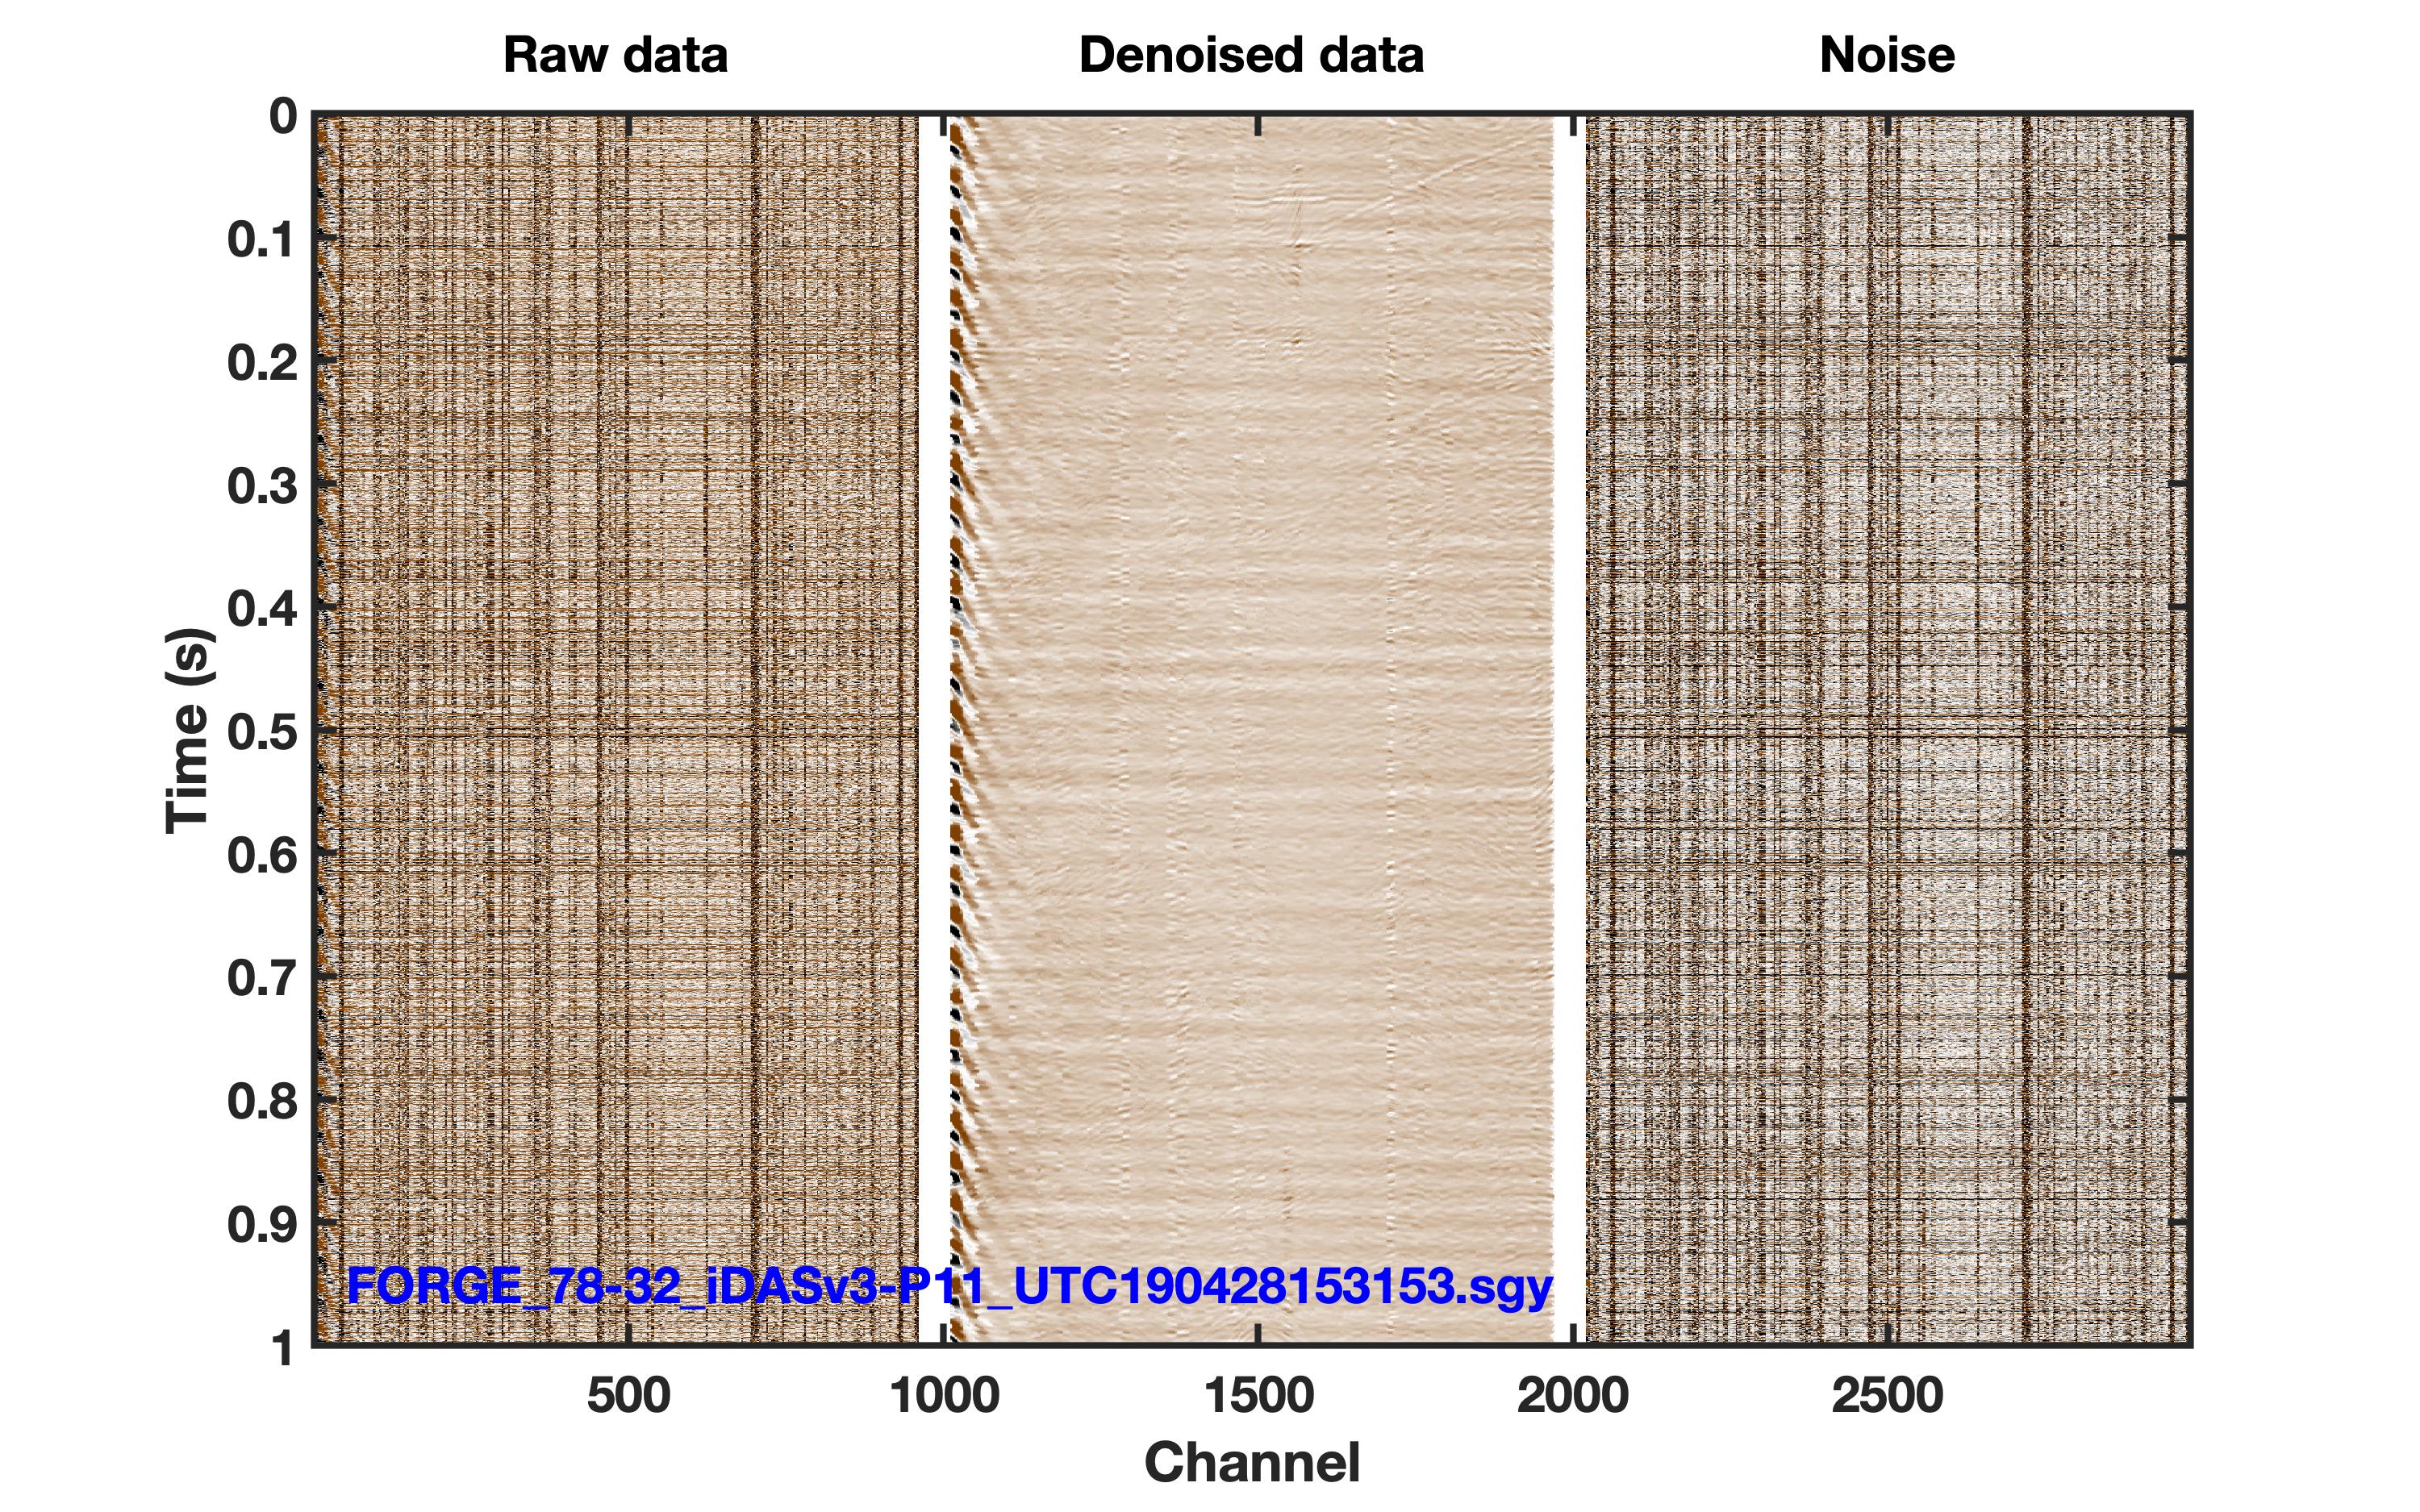 Raw data Denoised data Noise
0
0.1
0.2
0.3
0.4
0.5
0.6
0.7
0.8
0.9
1
Time (s)
FORGE_78-32_iDASv3-P11_UTC190428153153.sgy
500 1000 1500 2000 2500
Channel